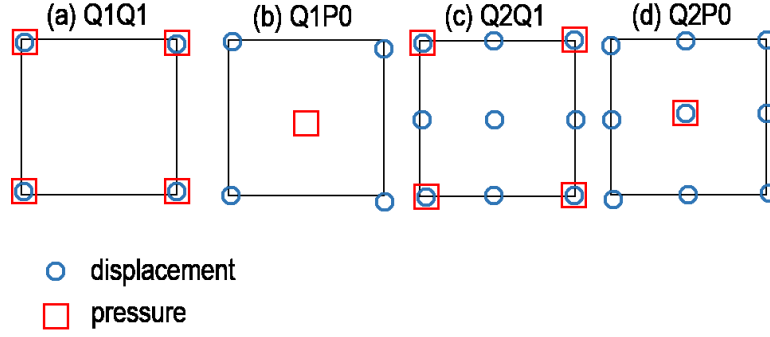 (a) Q1Q1
(b) Q1P0
(c) Q2Q1
(d) Q2P0
displacement
pressure